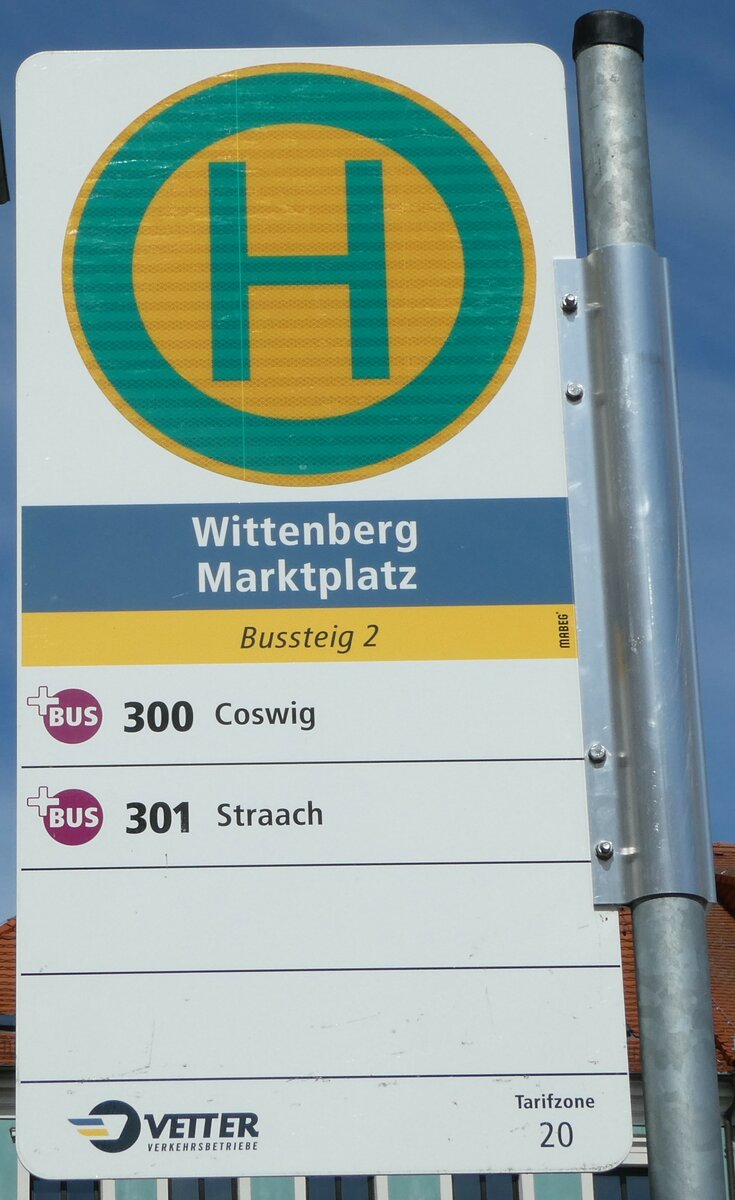 H
Wittenberg
Marktplatz
Bussteig 2
MABEG
+BUS 300 Coswig
+BUS 301 Straach
VETTER
VERKEHRSBETRIEBE
Tarifzone
20